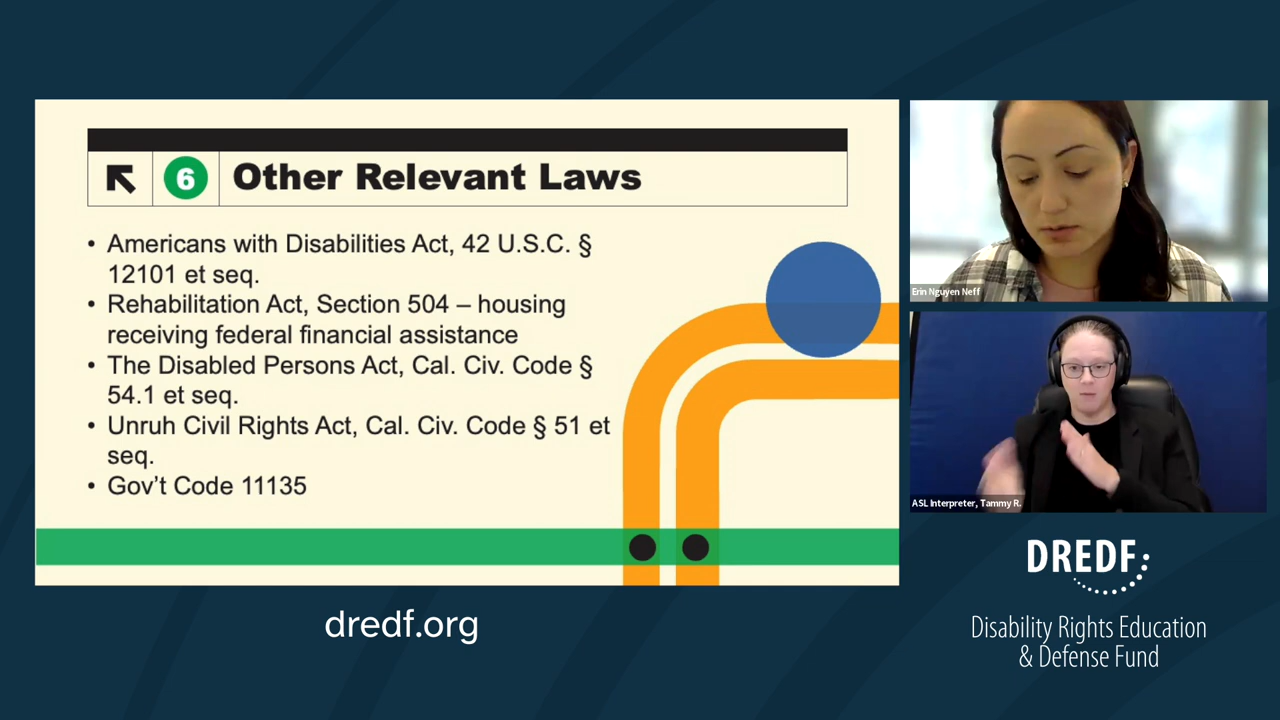 6 Other Relevant Laws
• Americans with Disabilities Act, 42 U.S.C. §
12101 et seq.
• Rehabilitation Act, Section 504 – housing
receiving federal financial assistance
• The Disabled Persons Act, Cal. Civ. Code §
54.1 et seq.
• Unruh Civil Rights Act, Cal. Civ. Code § 51 et
seq.
• Gov’t Code 11135
Erin Nguyen Neff
ASL Interpreter, Tammy R.
dredf.org
DREDF
Disability Rights Education
& Defense Fund